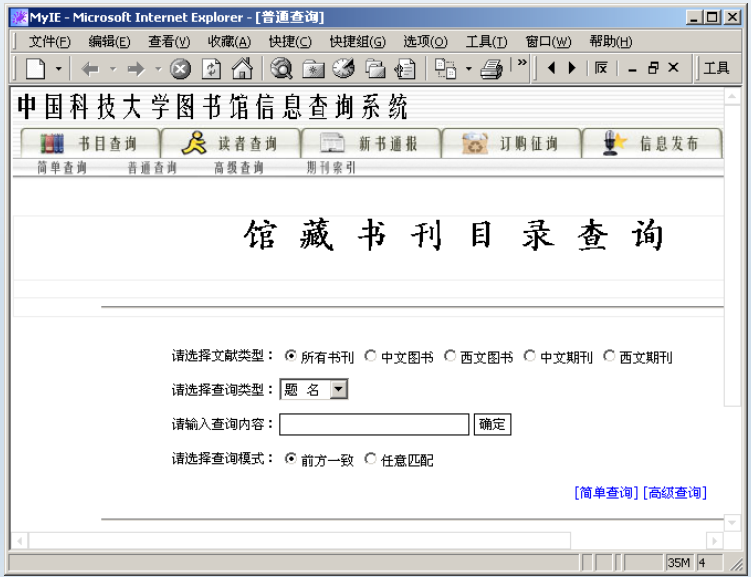 MyIE - Microsoft Internet Explorer - [普通查询]
文件(F) 编辑(E) 查看(V) 收藏(A) 快捷(C) 快捷组(G) 选项(O) 工具(T) 窗口(W) 帮助(H)
» 灰 工具
中国科技大学图书馆信息查询系统
书目查询 读者查询 新书通报 订购征询 信息发布
简单查询 普通查询 高级查询 期刊索引
馆藏书刊目录查询
请选择文献类型： 所有书刊 中文图书 西文图书 中文期刊 西文期刊
请选择查询类型： 题 名
请输入查询内容： 确定
请选择查询模式： 前方一致 任意匹配
[简单查询] [高级查询]
35M 4